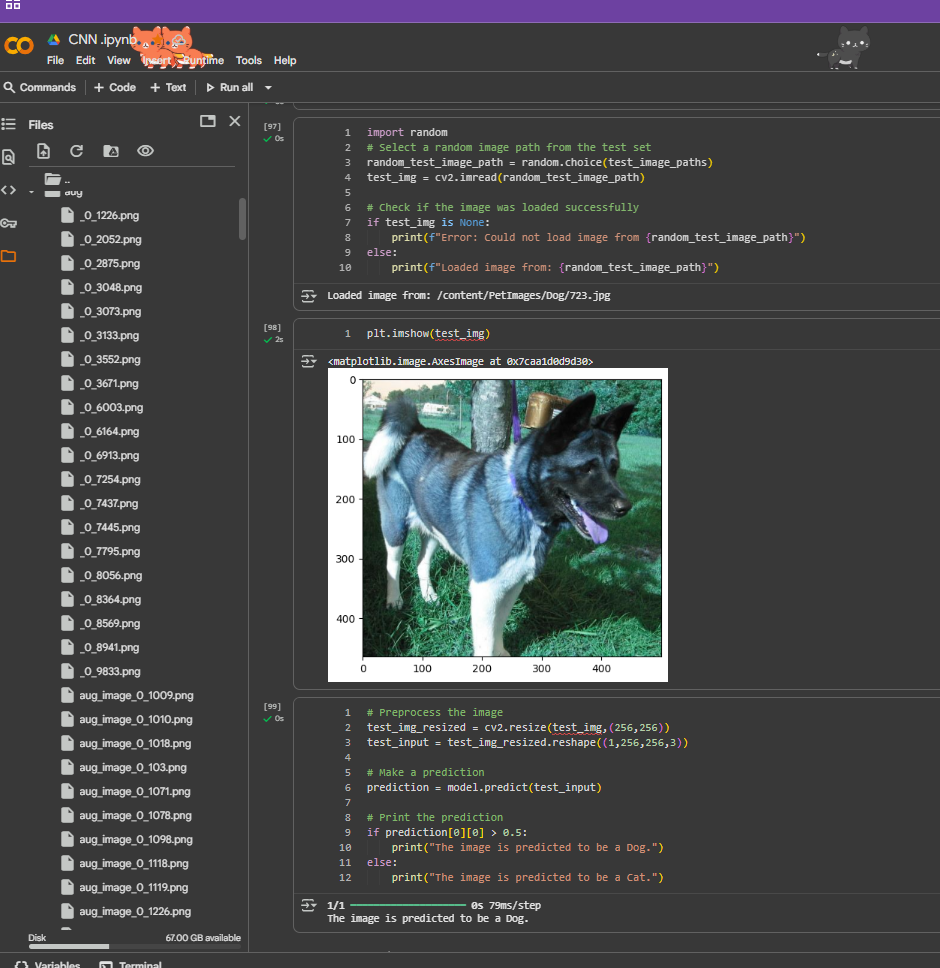 CNN .ipynb
File Edit View Insert Runtime Tools Help
Commands + Code + Text Run all
Files
..
aug
_0_1226.png
_0_2052.png
_0_2875.png
_0_3048.png
_0_3073.png
_0_3133.png
_0_3552.png
_0_3671.png
_0_6003.png
_0_6164.png
_0_6913.png
_0_7254.png
_0_7437.png
_0_7445.png
_0_7795.png
_0_8056.png
_0_8364.png
_0_8569.png
_0_8941.png
_0_9833.png
aug_image_0_1009.png
aug_image_0_1010.png
aug_image_0_1018.png
aug_image_0_103.png
aug_image_0_1071.png
aug_image_0_1078.png
aug_image_0_1098.png
aug_image_0_1118.png
aug_image_0_1119.png
aug_image_0_1226.png
Disk 67.00 GB available
[97]
0s
1 import random
2 # Select a random image path from the test set
3 random_test_image_path = random.choice(test_image_paths)
4 test_img = cv2.imread(random_test_image_path)
5
6 # Check if the image was loaded successfully
7 if test_img is None:
8 print(f"Error: Could not load image from {random_test_image_path}")
9 else:
10 print(f"Loaded image from: {random_test_image_path}")
Loaded image from: /content/PetImages/Dog/723.jpg
[98]
2s
1 plt.imshow(test_img)
<matplotlib.image.AxesImage at 0x7caa1d0d9d30>
0
100
200
300
400
0 100 200 300 400
[99]
0s
1 # Preprocess the image
2 test_img_resized = cv2.resize(test_img,(256,256))
3 test_input = test_img_resized.reshape((1,256,256,3))
4
5 # Make a prediction
6 prediction = model.predict(test_input)
7
8 # Print the prediction
9 if prediction[0][0] > 0.5:
10 print("The image is predicted to be a Dog.")
11 else:
12 print("The image is predicted to be a Cat.")
1/1 0s 79ms/step
The image is predicted to be a Dog.
Variables Terminal